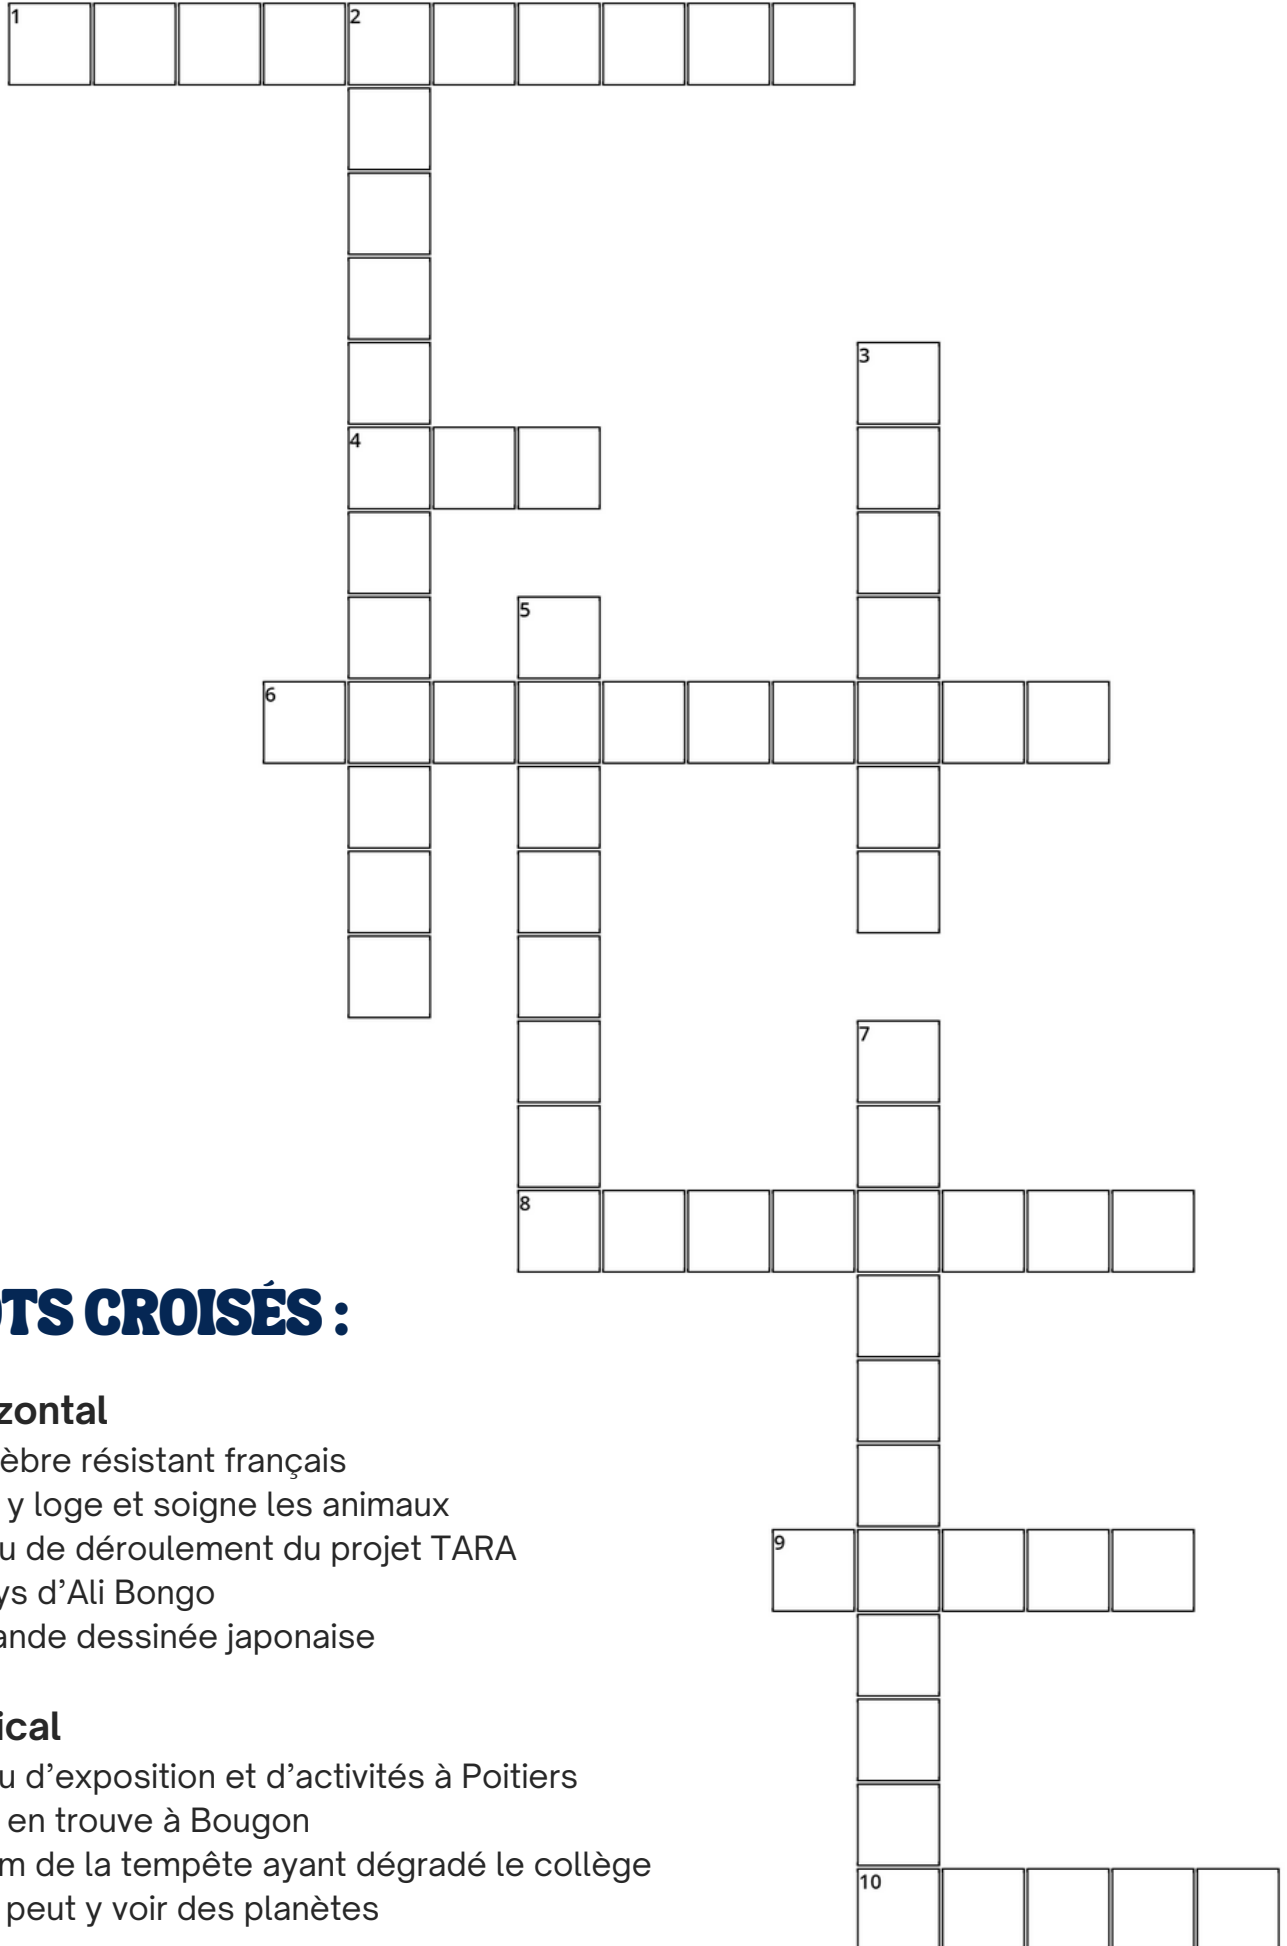 1
2
3
4
5
6
7
8
9
10
OTS CROISÉS :
zontal
èbre résistant français
y loge et soigne les animaux
u de déroulement du projet TARA
ys d’Ali Bongo
ande dessinée japonaise
ical
u d’exposition et d’activités à Poitiers
en trouve à Bougon
m de la tempête ayant dégradé le collège
peut y voir des planètes